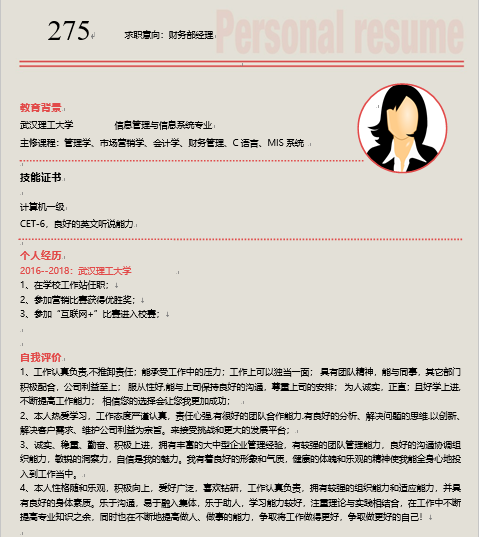 Personal resume
275 求职意向：财务部经理
教育背景
武汉理工大学 信息管理与信息系统专业
主修课程：管理学、市场营销学、会计学、财务管理、C 语言、MIS 系统
技能证书
计算机一级
CET-6，良好的英文听说能力
个人经历
2016--2018：武汉理工大学
1、在学校工作站任职；
2、参加营销比赛获得优胜奖；
3、参加“互联网+”比赛进入校赛；
自我评价
1、工作认真负责,不推卸责任；能承受工作中的压力；工作上可以独当一面； 具有团队精神，能与同事，其它部门
积极配合，公司利益至上； 服从性好,能与上司保持良好的沟通，尊重上司的安排； 为人诚实，正直；且好学上进,
不断提高工作能力； 相信您的选择会让您我更加成功；
2、本人热爱学习，工作态度严谨认真，责任心强,有很好的团队合作能力,有良好的分析、解决问题的思维.以创新、
解决客户需求、维护公司利益为宗旨。来接受挑战和更大的发展平台；
3、诚实、稳重、勤奋、积极上进，拥有丰富的大中型企业管理经验，有较强的团队管理能力，良好的沟通协调组
织能力，敏锐的洞察力，自信是我的魅力。我有着良好的形象和气质，健康的体魄和乐观的精神使我能全身心地投
入到工作当中。
4、本人性格随和乐观，积极向上，爱好广泛，喜欢钻研，工作认真负责，拥有较强的组织能力和适应能力，并具
有良好的身体素质。乐于沟通，易于融入集体，乐于助人，学习能力较好，注重理论与实践相结合，在工作中不断
提高专业知识之余，同时也在不断地提高做人、做事的能力，争取将工作做得更好，争取做更好的自己！